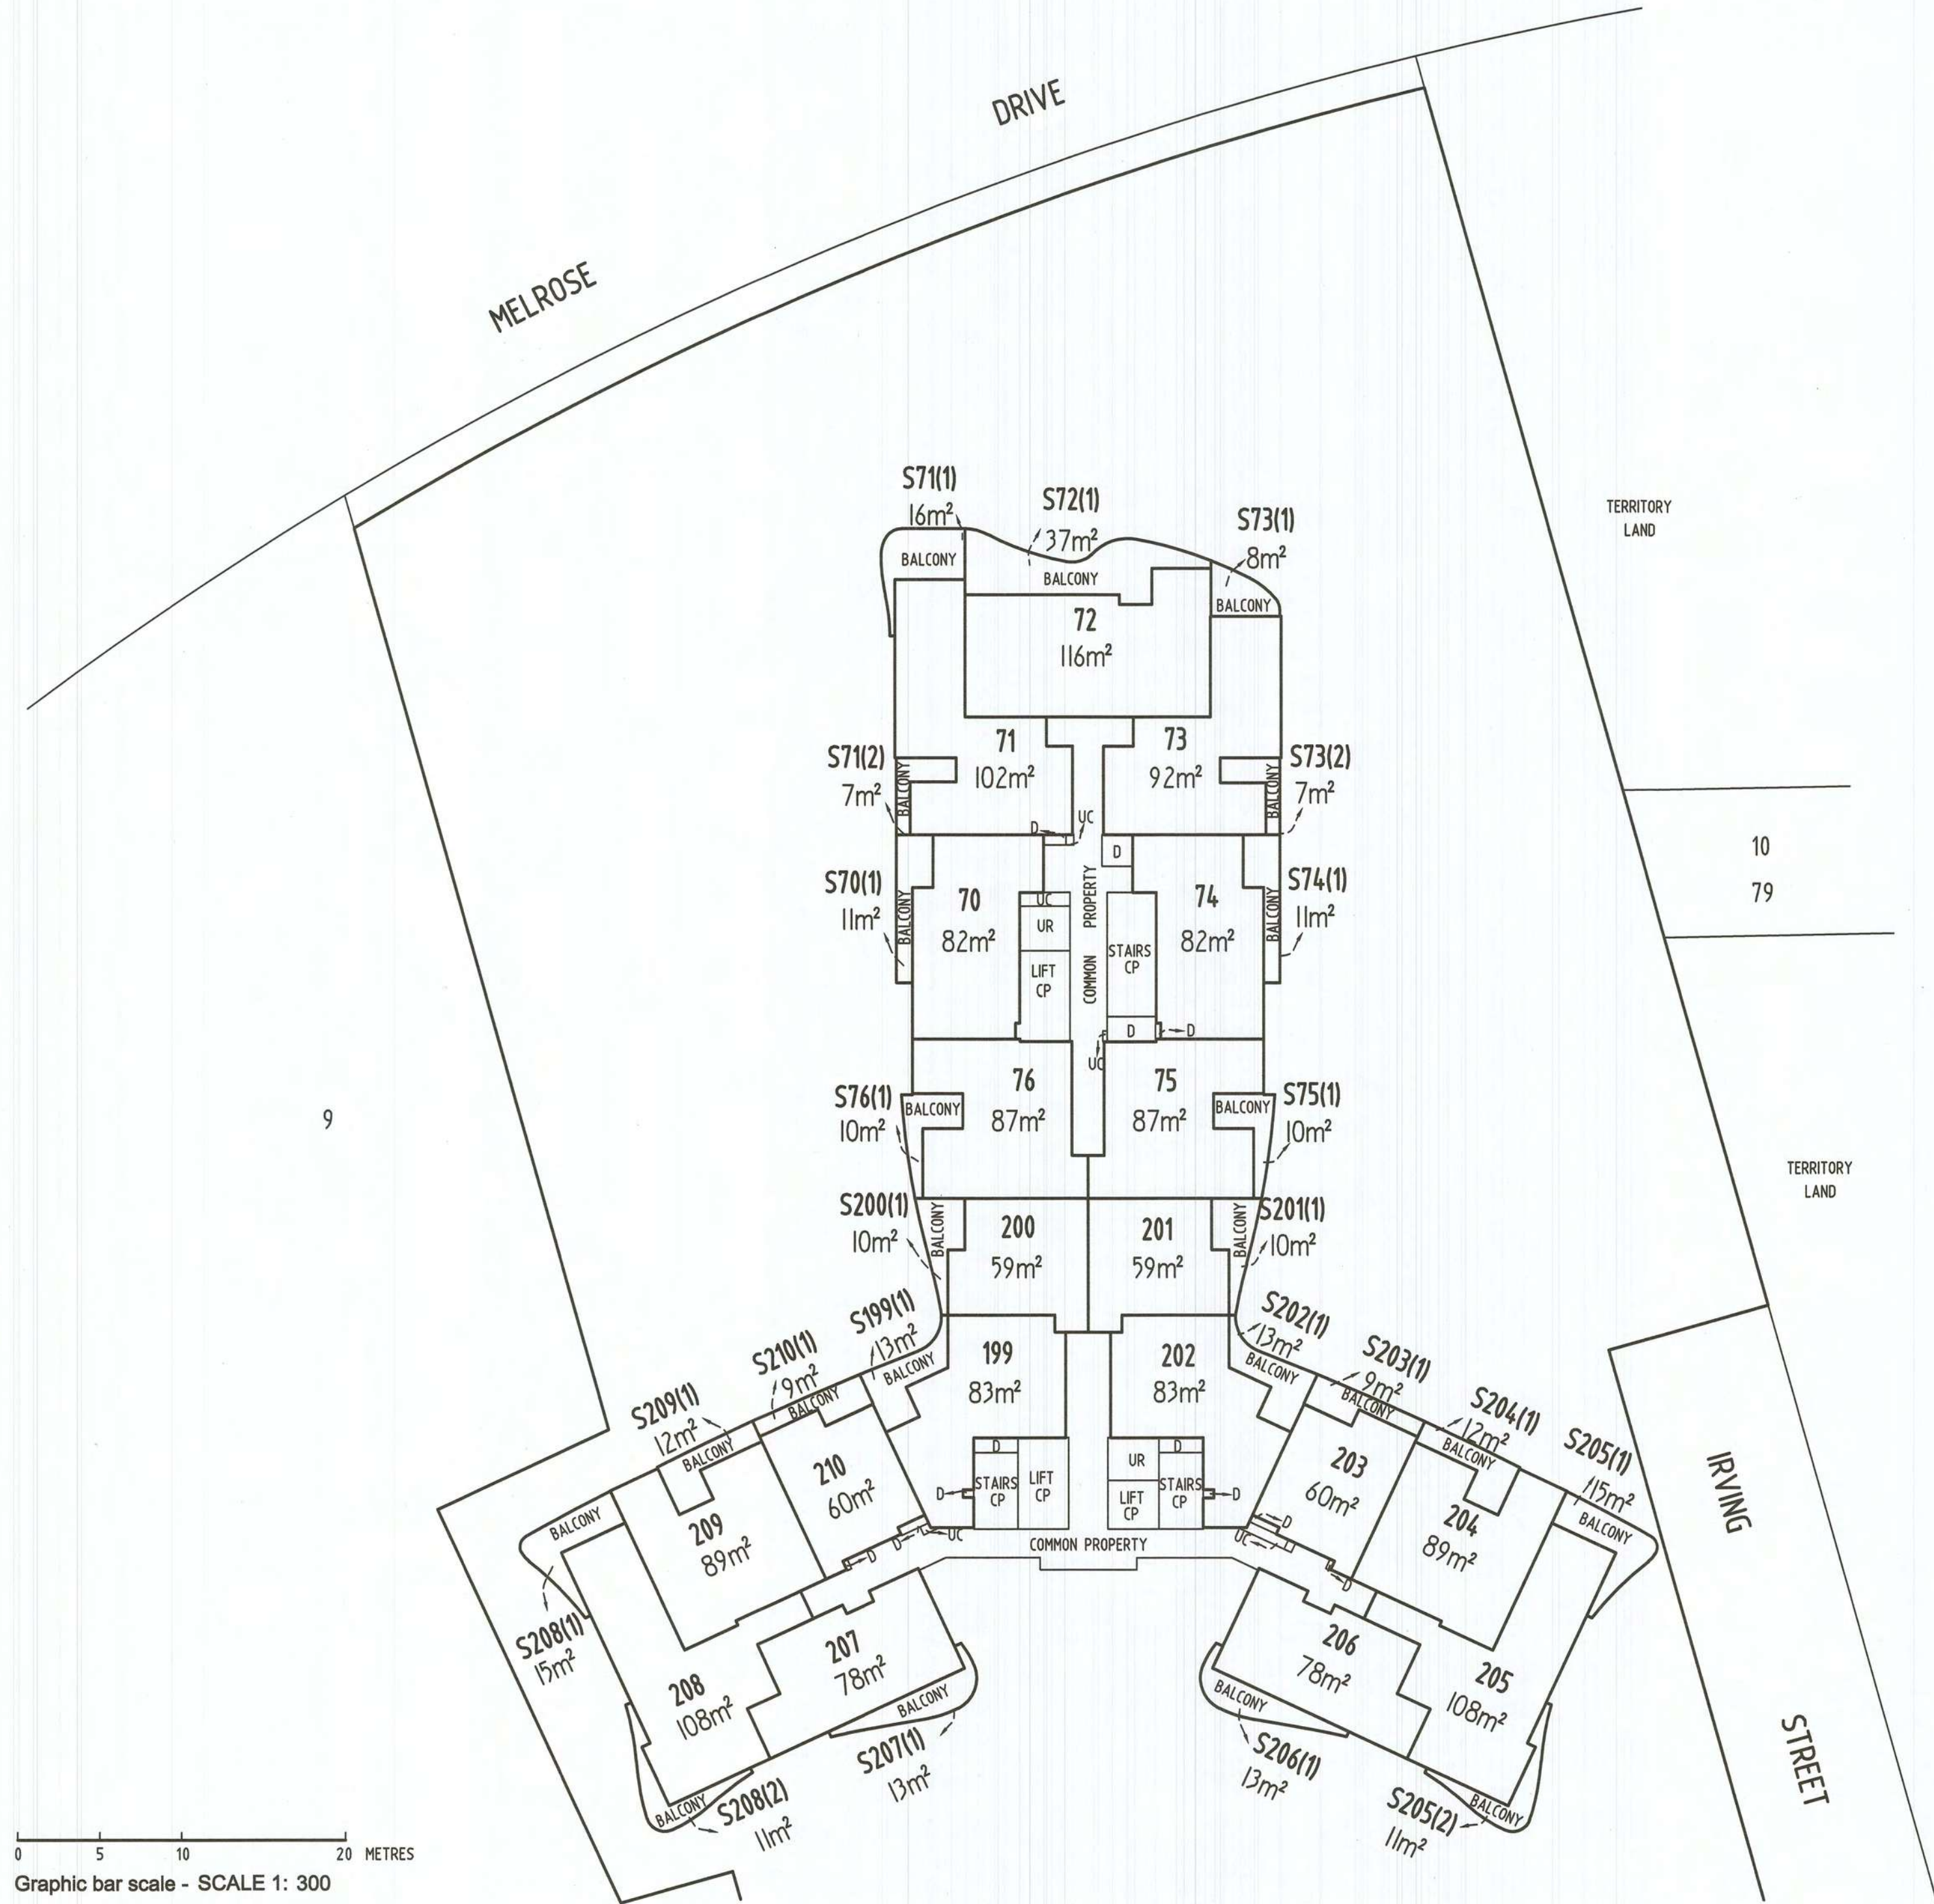 DRIVE
MELROSE
S71(1)
16m²
S72(1)
37m²
S73(1)
8m²
BALCONY
BALCONY
BALCONY
TERRITORY
LAND
72
116m²
71
102m²
73
92m²
S71(2)
7m²
BALCONY
S73(2)
7m²
BALCONY
UC
D
D
10
79
S70(1)
11m²
BALCONY
70
82m²
UC
UR
LIFT
CP
COMMON PROPERTY
STAIRS
CP
74
82m²
S74(1)
11m²
BALCONY
D
D
UC
9
S76(1)
10m²
BALCONY
76
87m²
75
87m²
BALCONY
S75(1)
10m²
TERRITORY
LAND
S200(1)
10m²
BALCONY
200
59m²
201
59m²
BALCONY
S201(1)
10m²
S199(1)
13m²
BALCONY
199
83m²
202
83m²
S202(1)
13m²
BALCONY
S210(1)
9m²
BALCONY
S203(1)
9m²
BALCONY
S209(1)
12m²
BALCONY
S204(1)
12m²
BALCONY
S205(1)
15m²
BALCONY
IRVING
210
60m²
D
D
STAIRS
CP
LIFT
CP
UR
LIFT
CP
D
STAIRS
CP
D
203
60m²
BALCONY
209
89m²
204
89m²
D
UC
D
COMMON PROPERTY
D
UC
D
S208(1)
15m²
207
78m²
206
78m²
208
108m²
205
108m²
BALCONY
S207(1)
13m²
BALCONY
S206(1)
13m²
STREET
BALCONY
S208(2)
11m²
S205(2)
11m²
BALCONY
0 5 10 20 METRES
Graphic bar scale - SCALE 1: 300